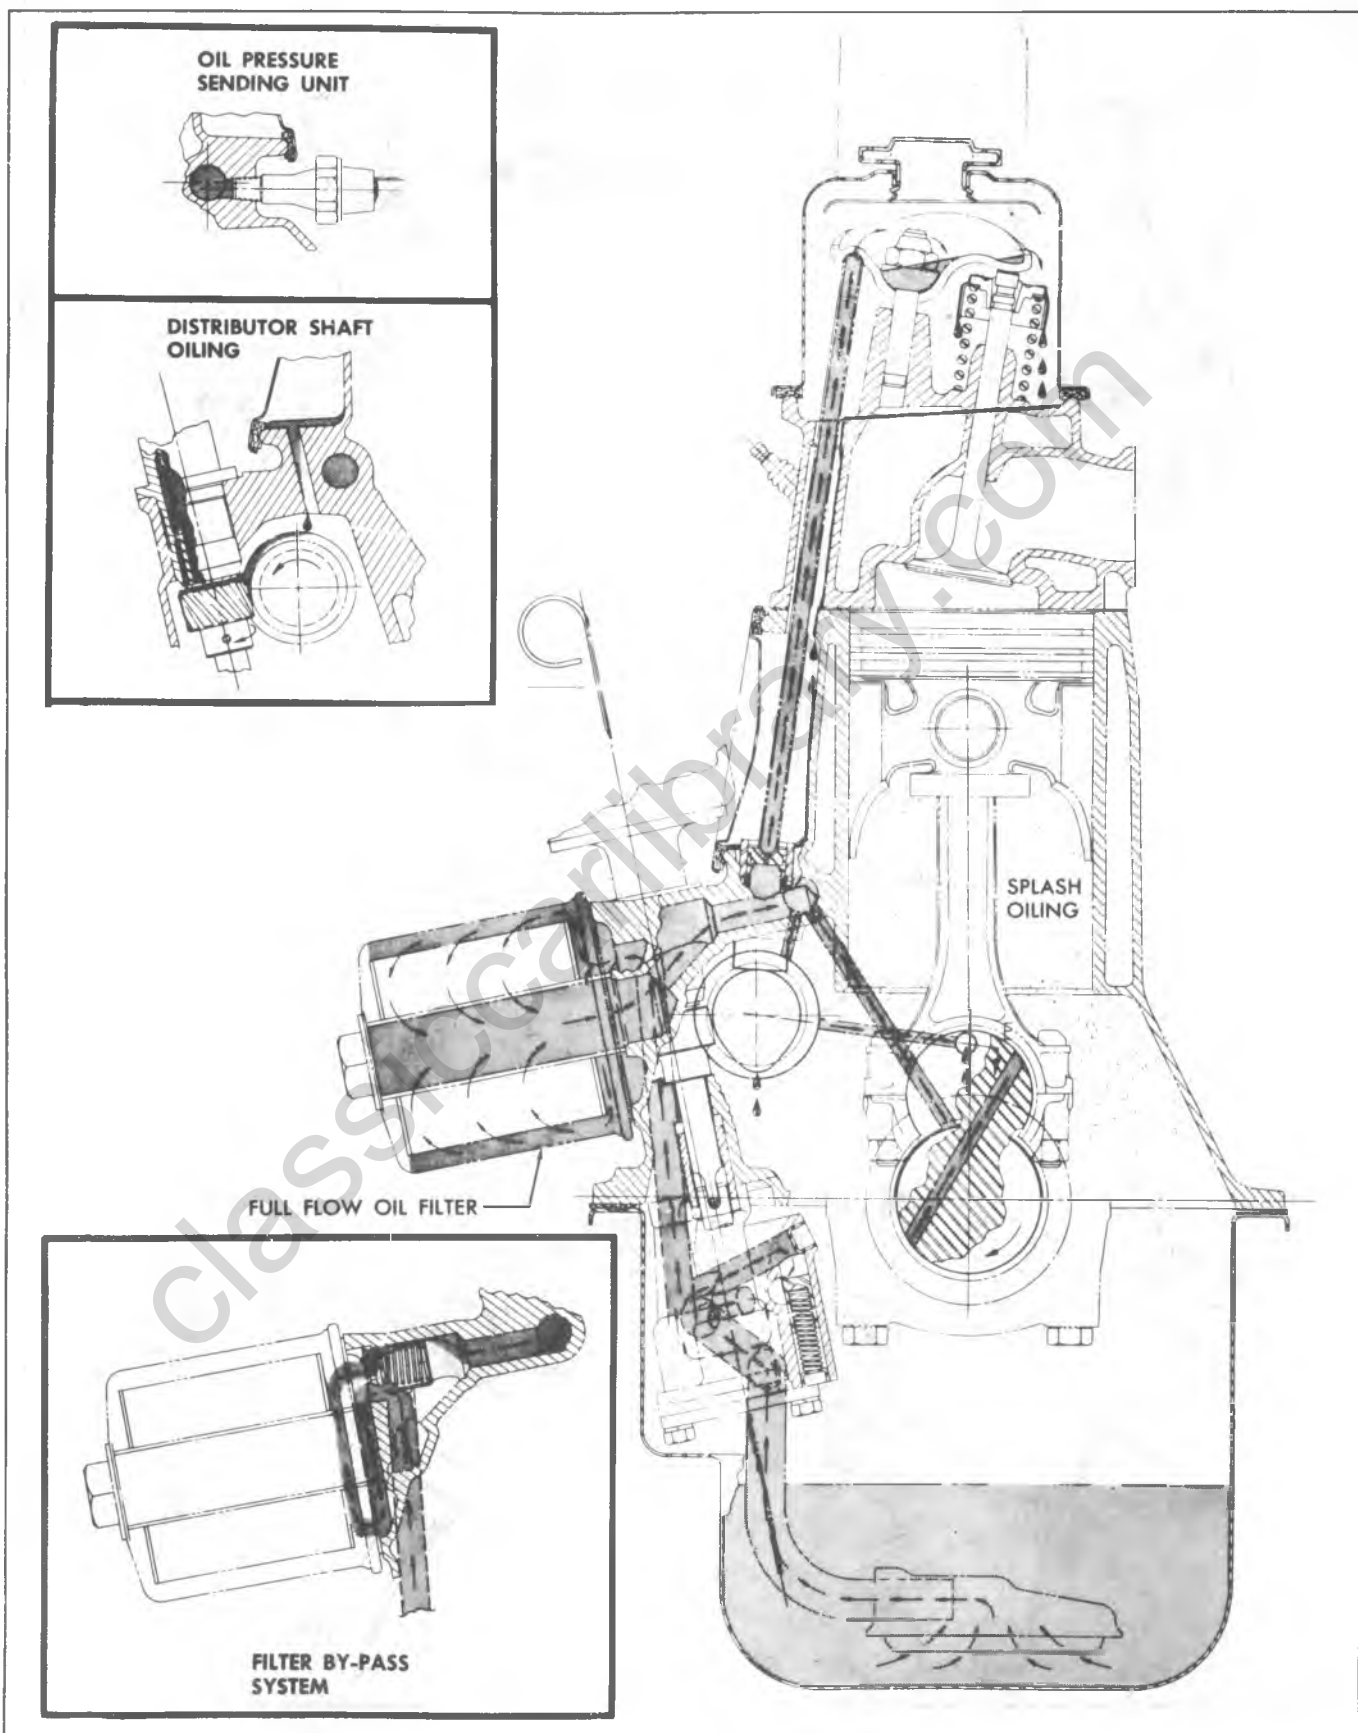 OIL PRESSURE
SENDING UNIT
DISTRIBUTOR SHAFT
OILING
SPLASH
OILING
FULL FLOW OIL FILTER
FILTER BY-PASS
SYSTEM
classiccarlibrary.com